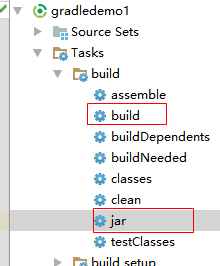 gradledemo1
Source Sets
Tasks
build
assemble
build
buildDependents
buildNeeded
classes
clean
jar
testClasses
build setup